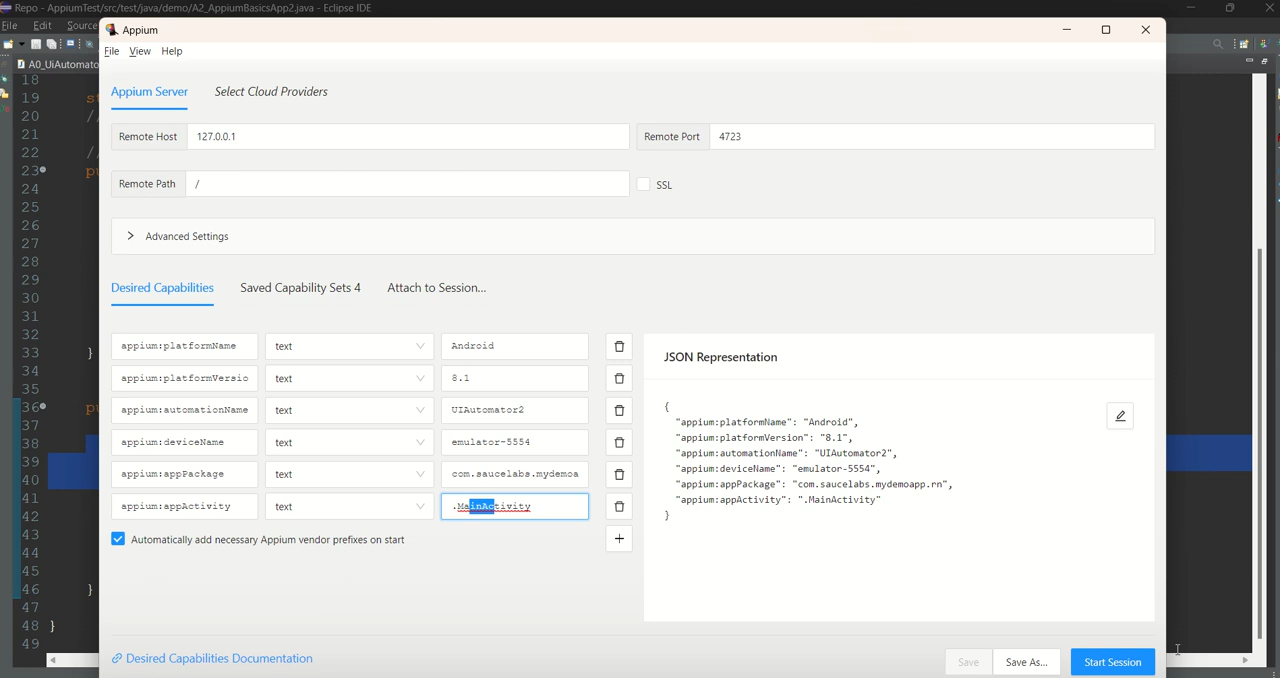 Repo - AppiumTest/src/test/java/demo/A2_AppiumBasicsApp2.java - Eclipse IDE
File Edit Source
Appium
File View Help
A0_UiAutomato
Appium Server Select Cloud Providers
Remote Host 127.0.0.1 Remote Port 4723
Remote Path / SSL
Advanced Settings
Desired Capabilities Saved Capability Sets 4 Attach to Session...
appium:platformName text Android
appium:platformVersio text 8.1
appium:automationName text UIAutomator2
appium:deviceName text emulator-5554
appium:appPackage text com.saucelabs.mydemoa
appium:appActivity text .MainActivity
Automatically add necessary Appium vendor prefixes on start
+
JSON Representation
{
"appium:platformName": "Android",
"appium:platformVersion": "8.1",
"appium:automationName": "UIAutomator2",
"appium:deviceName": "emulator-5554",
"appium:appPackage": "com.saucelabs.mydemoapp.rn",
"appium:appActivity": ".MainActivity"
}
Desired Capabilities Documentation
Save Save As... Start Session
18
19 st
20 //
21
22 //
23 pu
24
25
26
27
28
29
30
31
32
33 }
34
35
36 pu
37
38
39
40
41
42
43
44
45
46 }
47
48 }
49